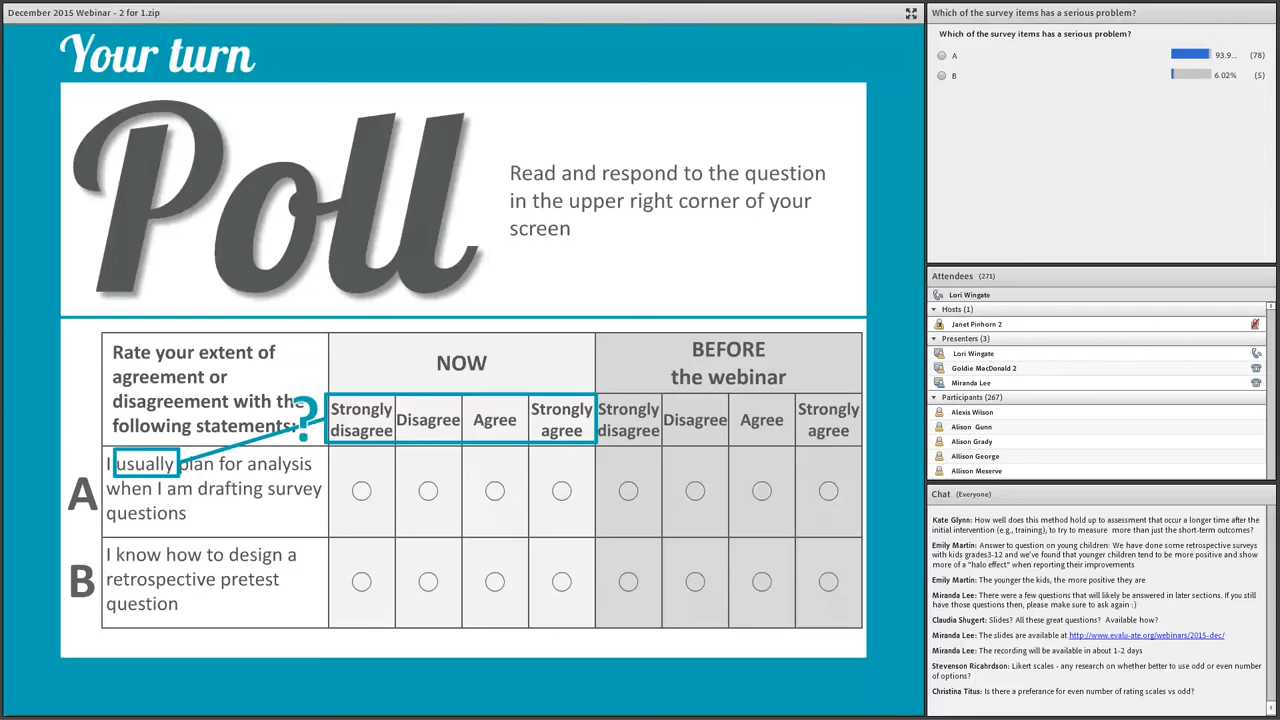 December 2015 Webinar - 2 for 1.zip
Your turn
Poll
Read and respond to the question
in the upper right corner of your
screen
Rate your extent of
agreement or
disagreement with the
following statements:
?
NOW
BEFORE
the webinar
Strongly disagree
Disagree
Agree
Strongly agree
Strongly disagree
Disagree
Agree
Strongly agree
A
I usually plan for analysis
when I am drafting survey
questions
B
I know how to design a
retrospective pretest
question
Which of the survey items has a serious problem?
Which of the survey items has a serious problem?
A 93.9... (78)
B 6.02% (5)
Attendees (271)
Lori Wingate
Hosts (1)
Janet Pinhorn 2
Presenters (3)
Lori Wingate
Goldie MacDonald 2
Miranda Lee
Participants (267)
Alexis Wilson
Alison Gunn
Alison Grady
Allison George
Allison Meserve
Chat (Everyone)
Kate Glynn: How well does this method hold up to assessment that occur a longer time after the
initial intervention (e.g., training), to try to measure more than just the short-term outcomes?
Emily Martin: Answer to question on young children: We have done some retrospective surveys
with kids grades3-12 and we've found that younger children tend to be more positive and show
more of a "halo effect" when reporting their improvements
Emily Martin: The younger the kids, the more positive they are
Miranda Lee: There were a few questions that will likely be answered in later sections. If you still
have those questions then, please make sure to ask again :)
Claudia Shugert: Slides? All these great questions? Available how?
Miranda Lee: The slides are available at http://www.evalu-ate.org/webinars/2015-dec/
Miranda Lee: The recording will be available in about 1-2 days
Stevenson Ricahrdson: Likert scales - any research on whether better to use odd or even number
of options?
Christina Titus: Is there a preferance for even number of rating scales vs odd?